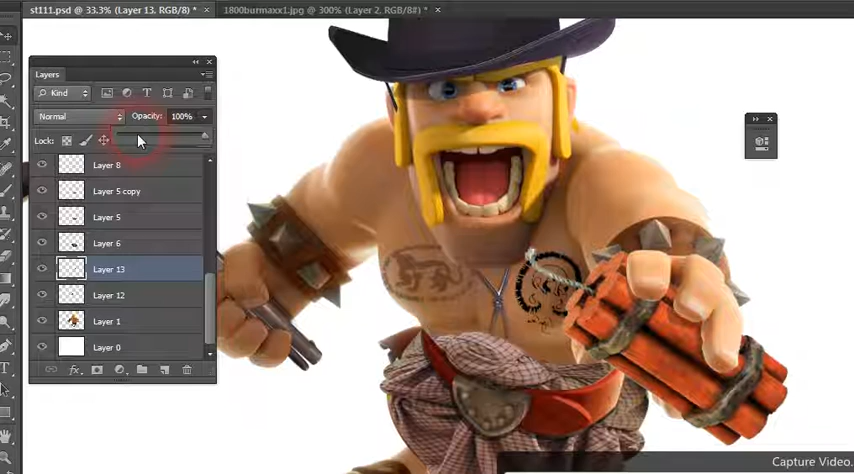 st111.psd @ 33.3% (Layer 13, RGB/8) * ×
1800burmaxx1.jpg @ 300% (Layer 2, RGB/8#) * ×
Layers
Kind
Normal
Opacity: 100%
Lock:
Layer 8
Layer 5 copy
Layer 5
Layer 6
Layer 13
Layer 12
Layer 1
Layer 0
fx
Capture Video.